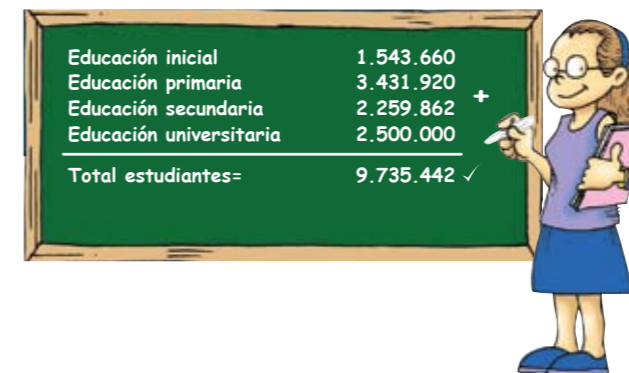 Educación inicial 1.543.660
Educación primaria 3.431.920
Educación secundaria 2.259.862 +
Educación universitaria 2.500.000
Total estudiantes= 9.735.442 ✓